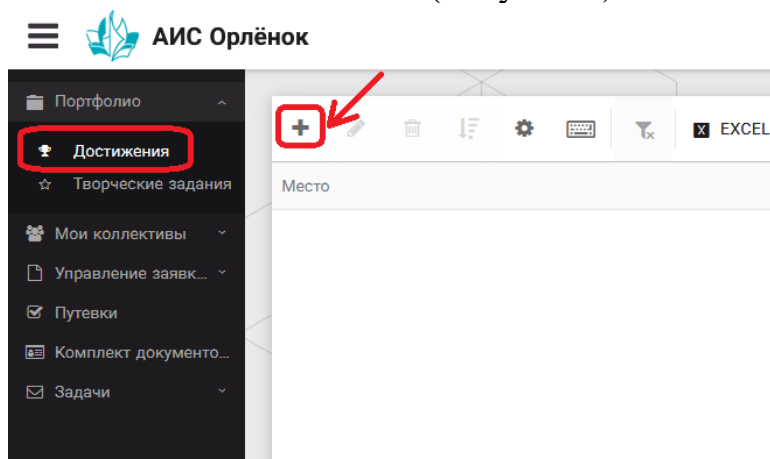 АИС Орлёнок
Портфолио
Достижения
Творческие задания
Мои коллективы
Управление заявк...
Путевки
Комплект документо...
Задачи
X EXCEL
Место